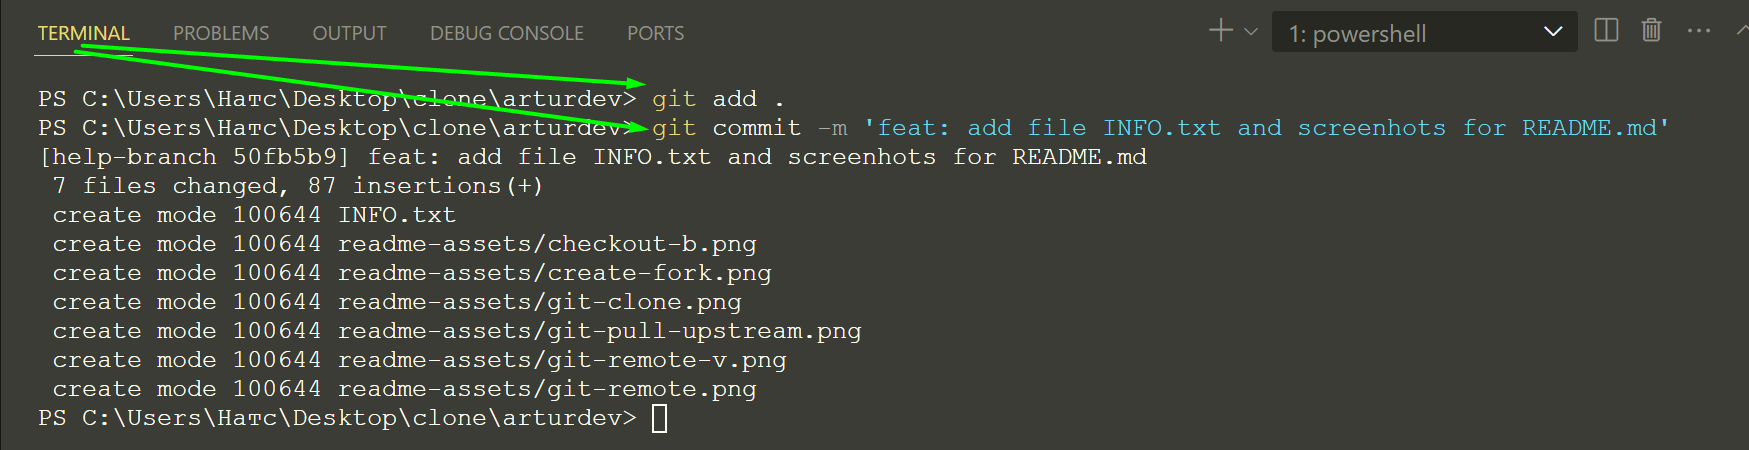 TERMINAL PROBLEMS OUTPUT DEBUG CONSOLE PORTS 1: powershell
PS C:\Users\Натс\Desktop\clone\arturdev> git add .
PS C:\Users\Натс\Desktop\clone\arturdev> git commit -m 'feat: add file INFO.txt and screenhots for README.md'
[help-branch 50fb5b9] feat: add file INFO.txt and screenhots for README.md
7 files changed, 87 insertions(+)
create mode 100644 INFO.txt
create mode 100644 readme-assets/checkout-b.png
create mode 100644 readme-assets/create-fork.png
create mode 100644 readme-assets/git-clone.png
create mode 100644 readme-assets/git-pull-upstream.png
create mode 100644 readme-assets/git-remote-v.png
create mode 100644 readme-assets/git-remote.png
PS C:\Users\Натс\Desktop\clone\arturdev>